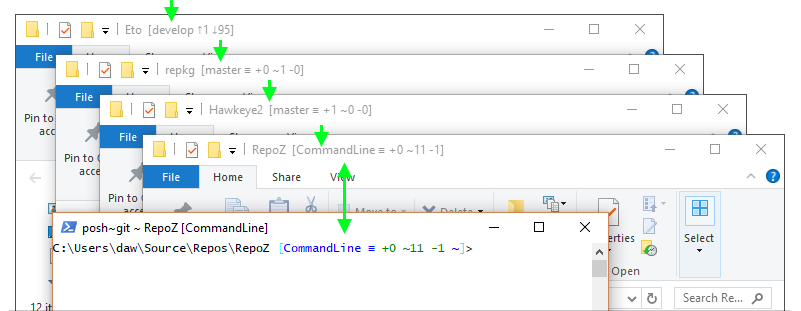 Eto [develop ↑1 ↓95]
File
repkg [master ≡ +0 ~1 -0]
File
Pin to
acce
Hawkeye2 [master ≡ +1 ~0 -0]
File
Pin to
acce
RepoZ [CommandLine ≡ +0 ~11 -1]
File Home Share View
Pin to
acce
Move to Delete
Select
Open
posh~git ~ RepoZ [CommandLine]
C:\Users\daw\Source\Repos\RepoZ [CommandLine ≡ +0 ~11 -1 ~]>
Search Re...
12 it